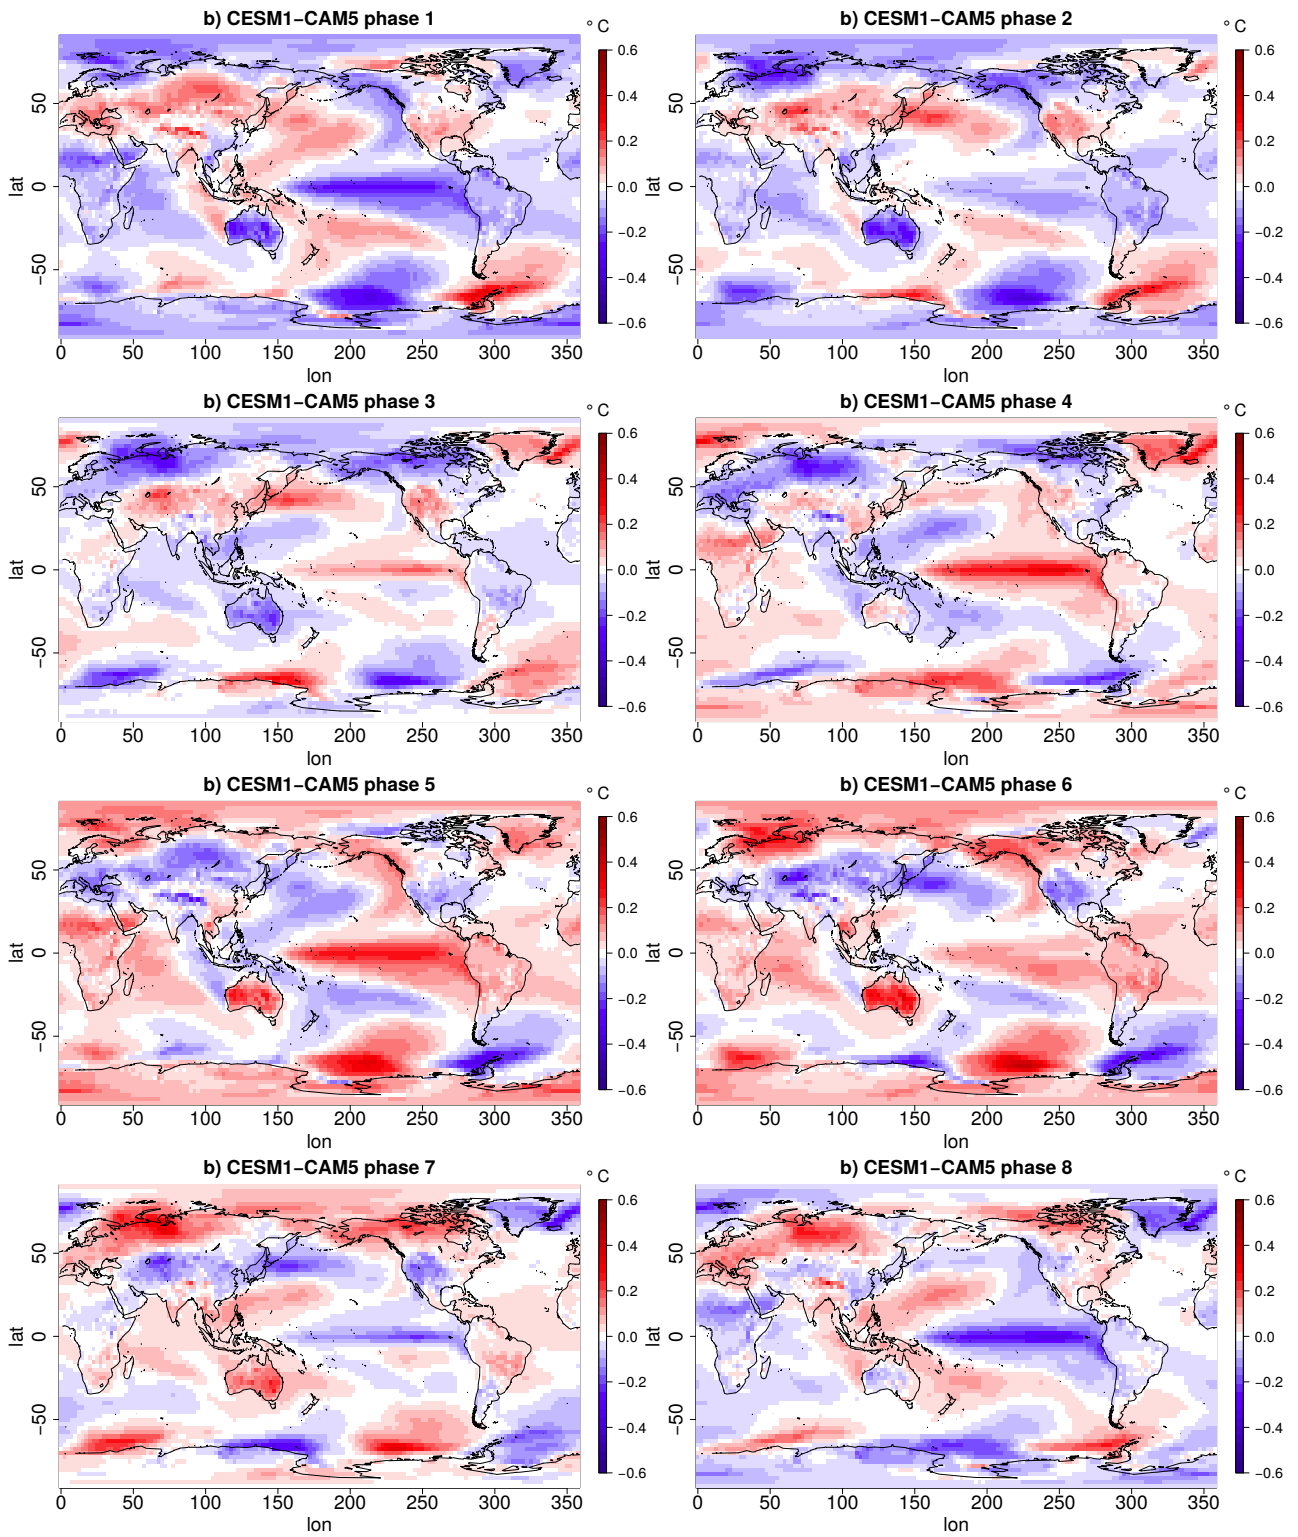 b) CESM1−CAM5 phase 1
° C
lat
50
0
−50
0 50 100 150 200 250 300 350
lon
0.6
0.4
0.2
0.0
−0.2
−0.4
−0.6
b) CESM1−CAM5 phase 2
° C
lat
50
0
−50
0 50 100 150 200 250 300 350
lon
0.6
0.4
0.2
0.0
−0.2
−0.4
−0.6
b) CESM1−CAM5 phase 3
° C
lat
50
0
−50
0 50 100 150 200 250 300 350
lon
0.6
0.4
0.2
0.0
−0.2
−0.4
−0.6
b) CESM1−CAM5 phase 4
° C
lat
50
0
−50
0 50 100 150 200 250 300 350
lon
0.6
0.4
0.2
0.0
−0.2
−0.4
−0.6
b) CESM1−CAM5 phase 5
° C
lat
50
0
−50
0 50 100 150 200 250 300 350
lon
0.6
0.4
0.2
0.0
−0.2
−0.4
−0.6
b) CESM1−CAM5 phase 6
° C
lat
50
0
−50
0 50 100 150 200 250 300 350
lon
0.6
0.4
0.2
0.0
−0.2
−0.4
−0.6
b) CESM1−CAM5 phase 7
° C
lat
50
0
−50
0 50 100 150 200 250 300 350
lon
0.6
0.4
0.2
0.0
−0.2
−0.4
−0.6
b) CESM1−CAM5 phase 8
° C
lat
50
0
−50
0 50 100 150 200 250 300 350
lon
0.6
0.4
0.2
0.0
−0.2
−0.4
−0.6